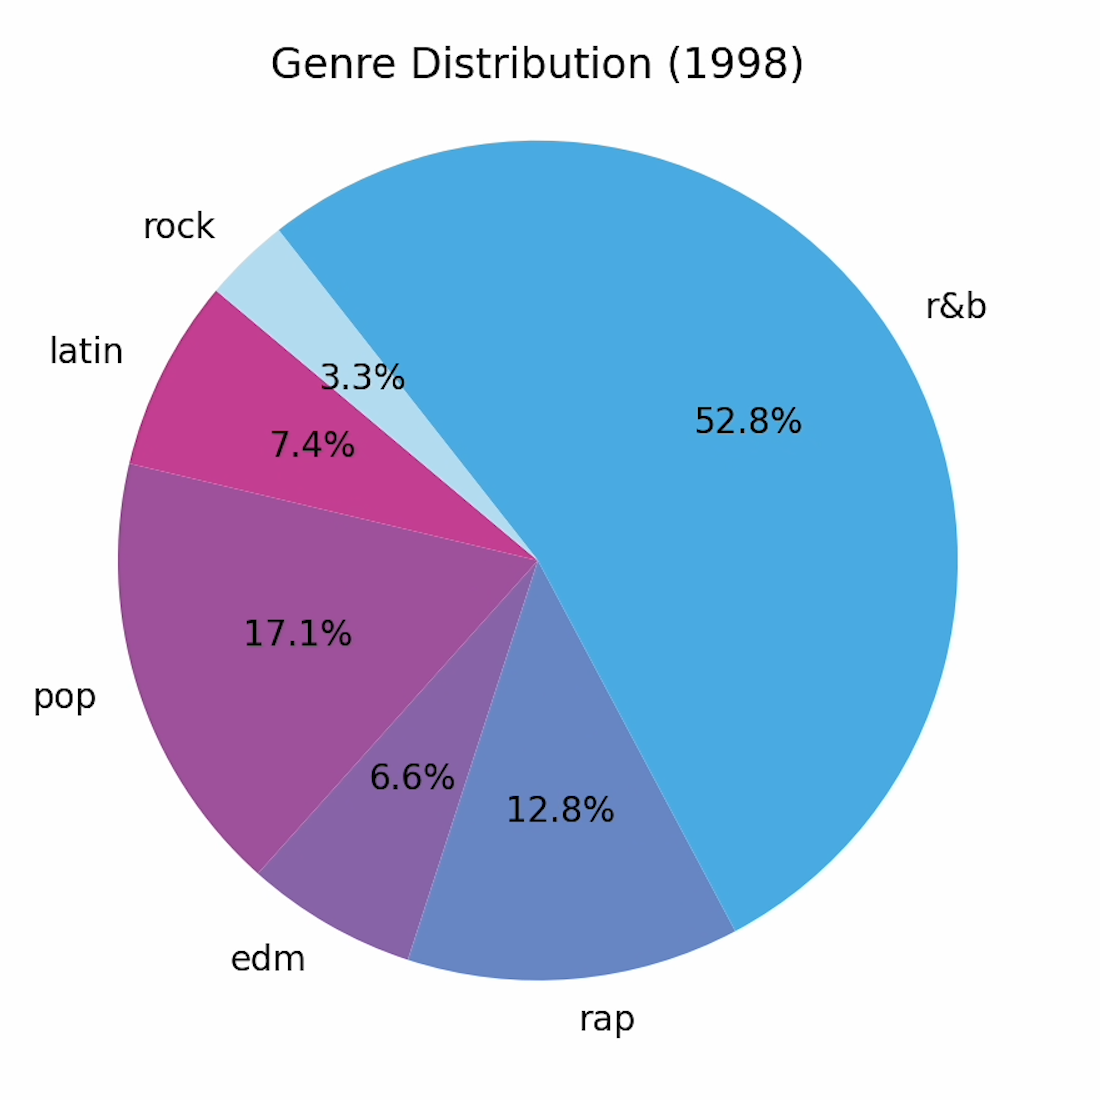 Genre Distribution (1998)
rock
r&b
latin
3.3%
52.8%
7.4%
17.1%
pop
6.6%
12.8%
edm
rap